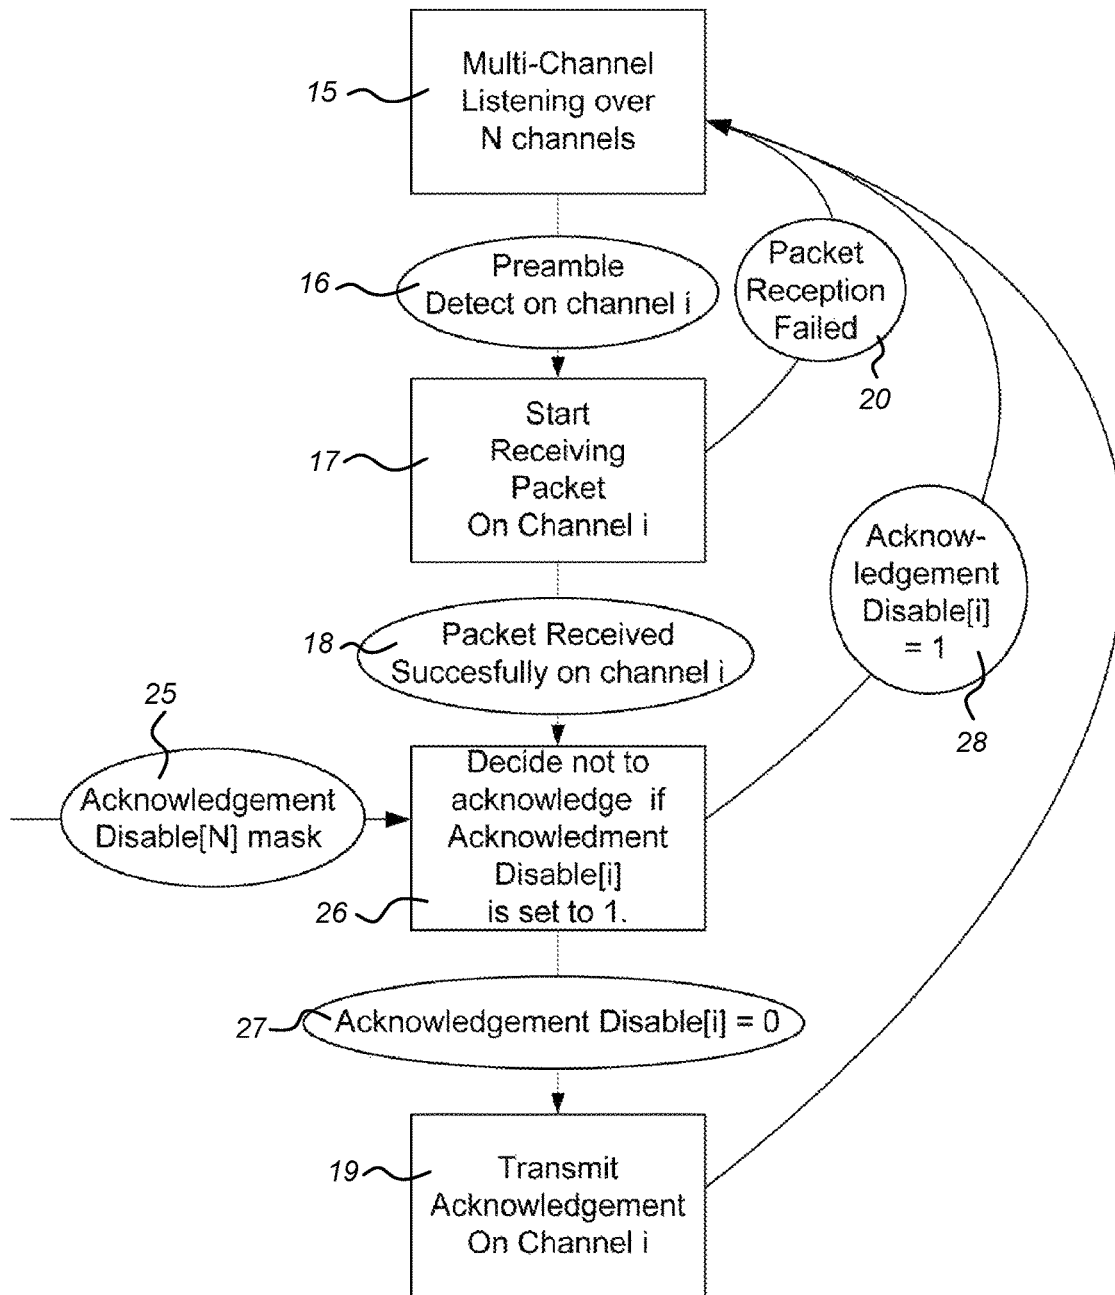 15
Multi-Channel
Listening over
N channels
16
Preamble
Detect on channel i
Packet
Reception
Failed
20
17
Start
Receiving
Packet
On Channel i
18
Packet Received
Succesfully on channel i
Acknow-
ledgement
Disable[i]
= 1
28
25
Acknowledgement
Disable[N] mask
Decide not to
acknowledge if
Acknowledment
Disable[i]
is set to 1.
26
27
Acknowledgement Disable[i] = 0
19
Transmit
Acknowledgement
On Channel i